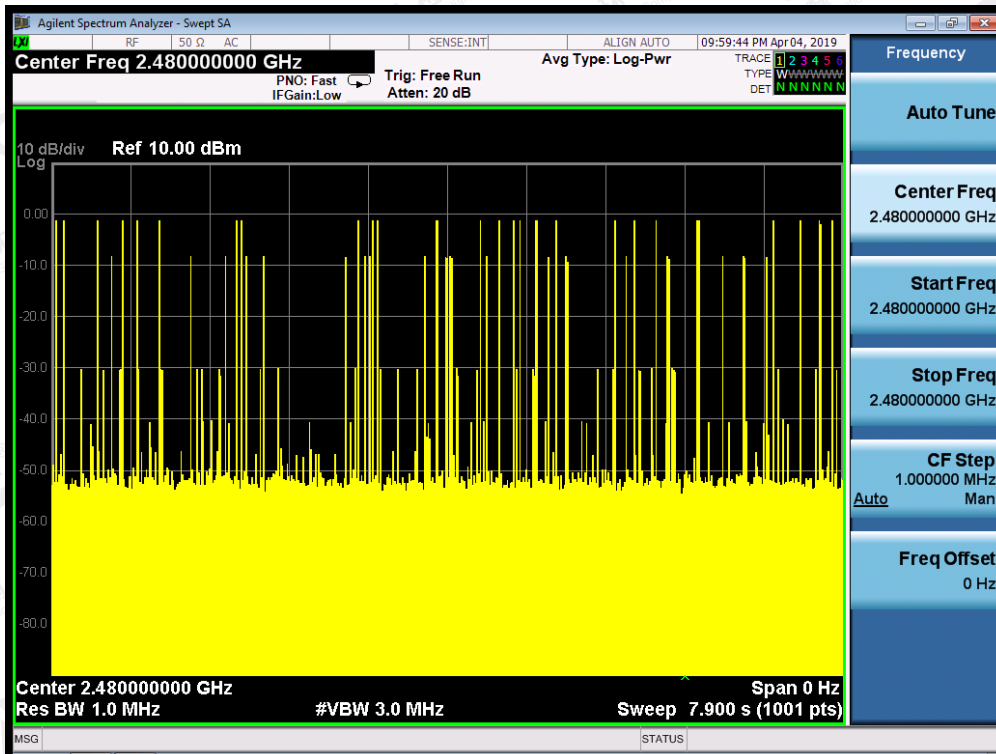 Agilent Spectrum Analyzer - Swept SA
LXI RF 50 Ω AC SENSE:INT ALIGN AUTO 09:59:44 PM Apr 04, 2019
Center Freq 2.480000000 GHz
PNO: Fast
IFGain:Low
Trig: Free Run
Atten: 20 dB
Avg Type: Log-Pwr
TRACE 1 2 3 4 5 6
TYPE WWWWWWW
DET N N N N N N
10 dB/div Ref 10.00 dBm
Log
0.00
-10.0
-20.0
-30.0
-40.0
-50.0
-60.0
-70.0
-80.0
Center 2.480000000 GHz Span 0 Hz
Res BW 1.0 MHz #VBW 3.0 MHz Sweep 7.900 s (1001 pts)
MSG STATUS
Frequency
Auto Tune
Center Freq
2.480000000 GHz
Start Freq
2.480000000 GHz
Stop Freq
2.480000000 GHz
CF Step
1.000000 MHz
Auto Man
Freq Offset
0 Hz